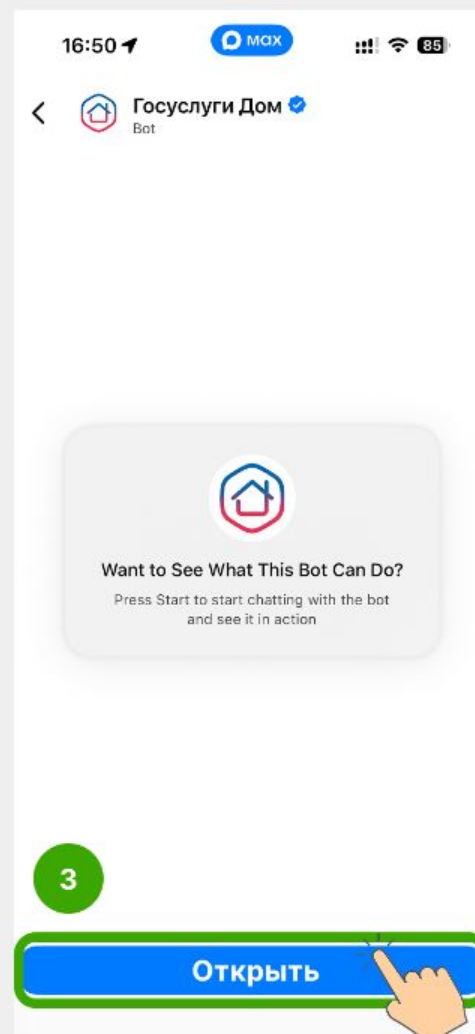 16:50
max
85
Госуслуги Дом
Bot
Want to See What This Bot Can Do?
Press Start to start chatting with the bot
and see it in action
3
Открыть